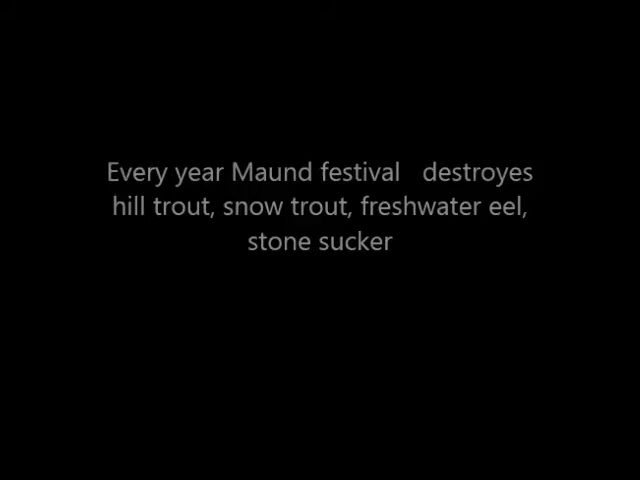 Every year Maund festival   destroyes
hill trout, snow trout, freshwater eel,
stone sucker